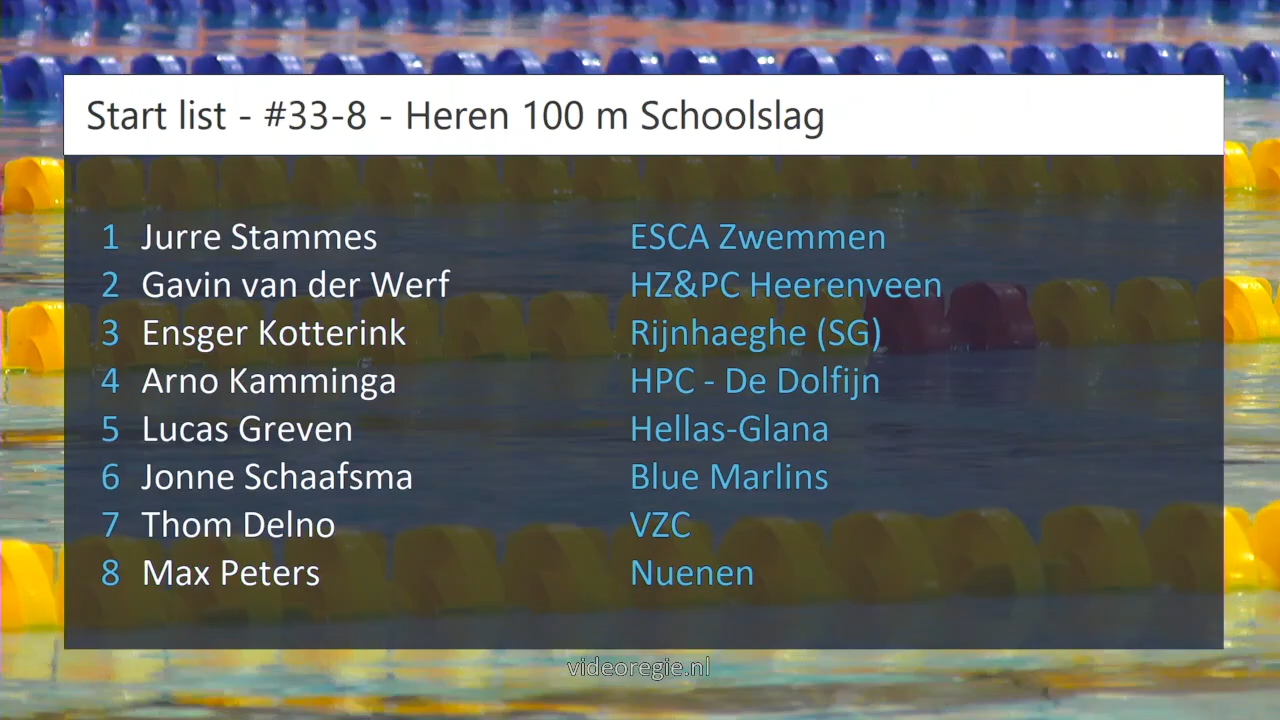 Start list - #33-8 - Heren 100 m Schoolslag
1 Jurre Stammes ESCA Zwemmen
2 Gavin van der Werf HZ&PC Heerenveen
3 Ensger Kotterink Rijnhaeghe (SG)
4 Arno Kamminga HPC - De Dolfijn
5 Lucas Greven Hellas-Glana
6 Jonne Schaafsma Blue Marlins
7 Thom Delno VZC
8 Max Peters Nuenen
videoregie.nl